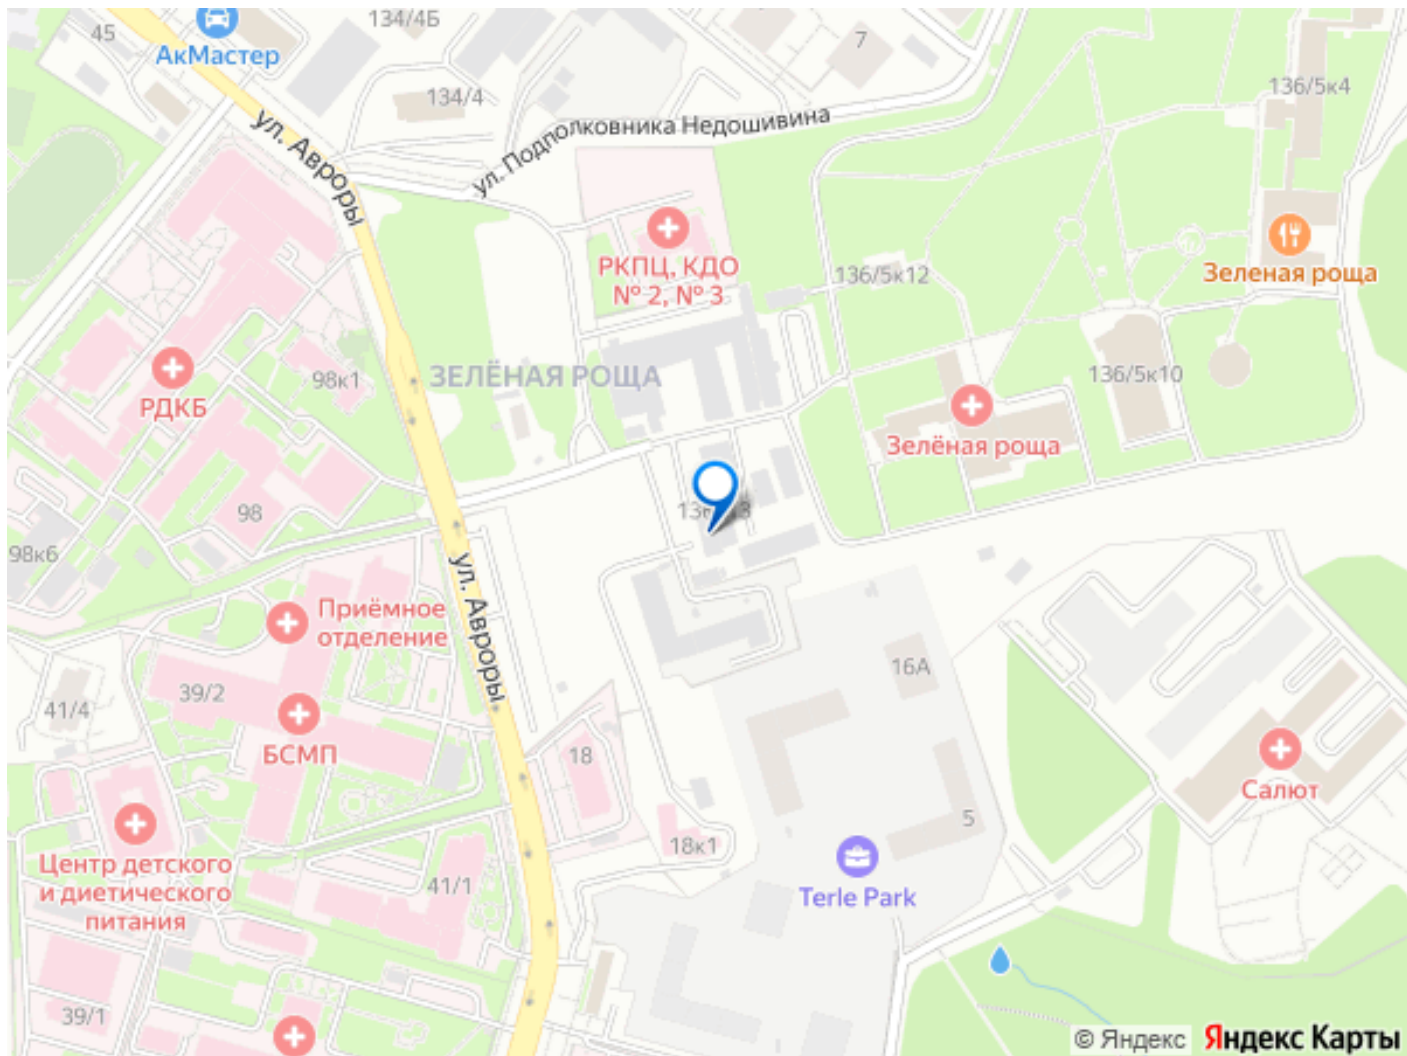 45
134/4Б
АкМастер
7
134/4
136/5к4
ул. Авроры
ул. Подполковника Недошивина
РКПЦ, КДО
№ 2, № 3
136/5к12
Зеленая роща
98к1
ЗЕЛЁНАЯ РОЩА
136/5к10
РДКБ
Зелёная роща
98
98к6
ул. Авроры
Приёмное
отделение
16А
39/2
41/4
БСМП
18
Салют
5
18к1
Центр детского
и диетического
питания
41/1
Terle Park
39/1
© Яндекс Яндекс Карты